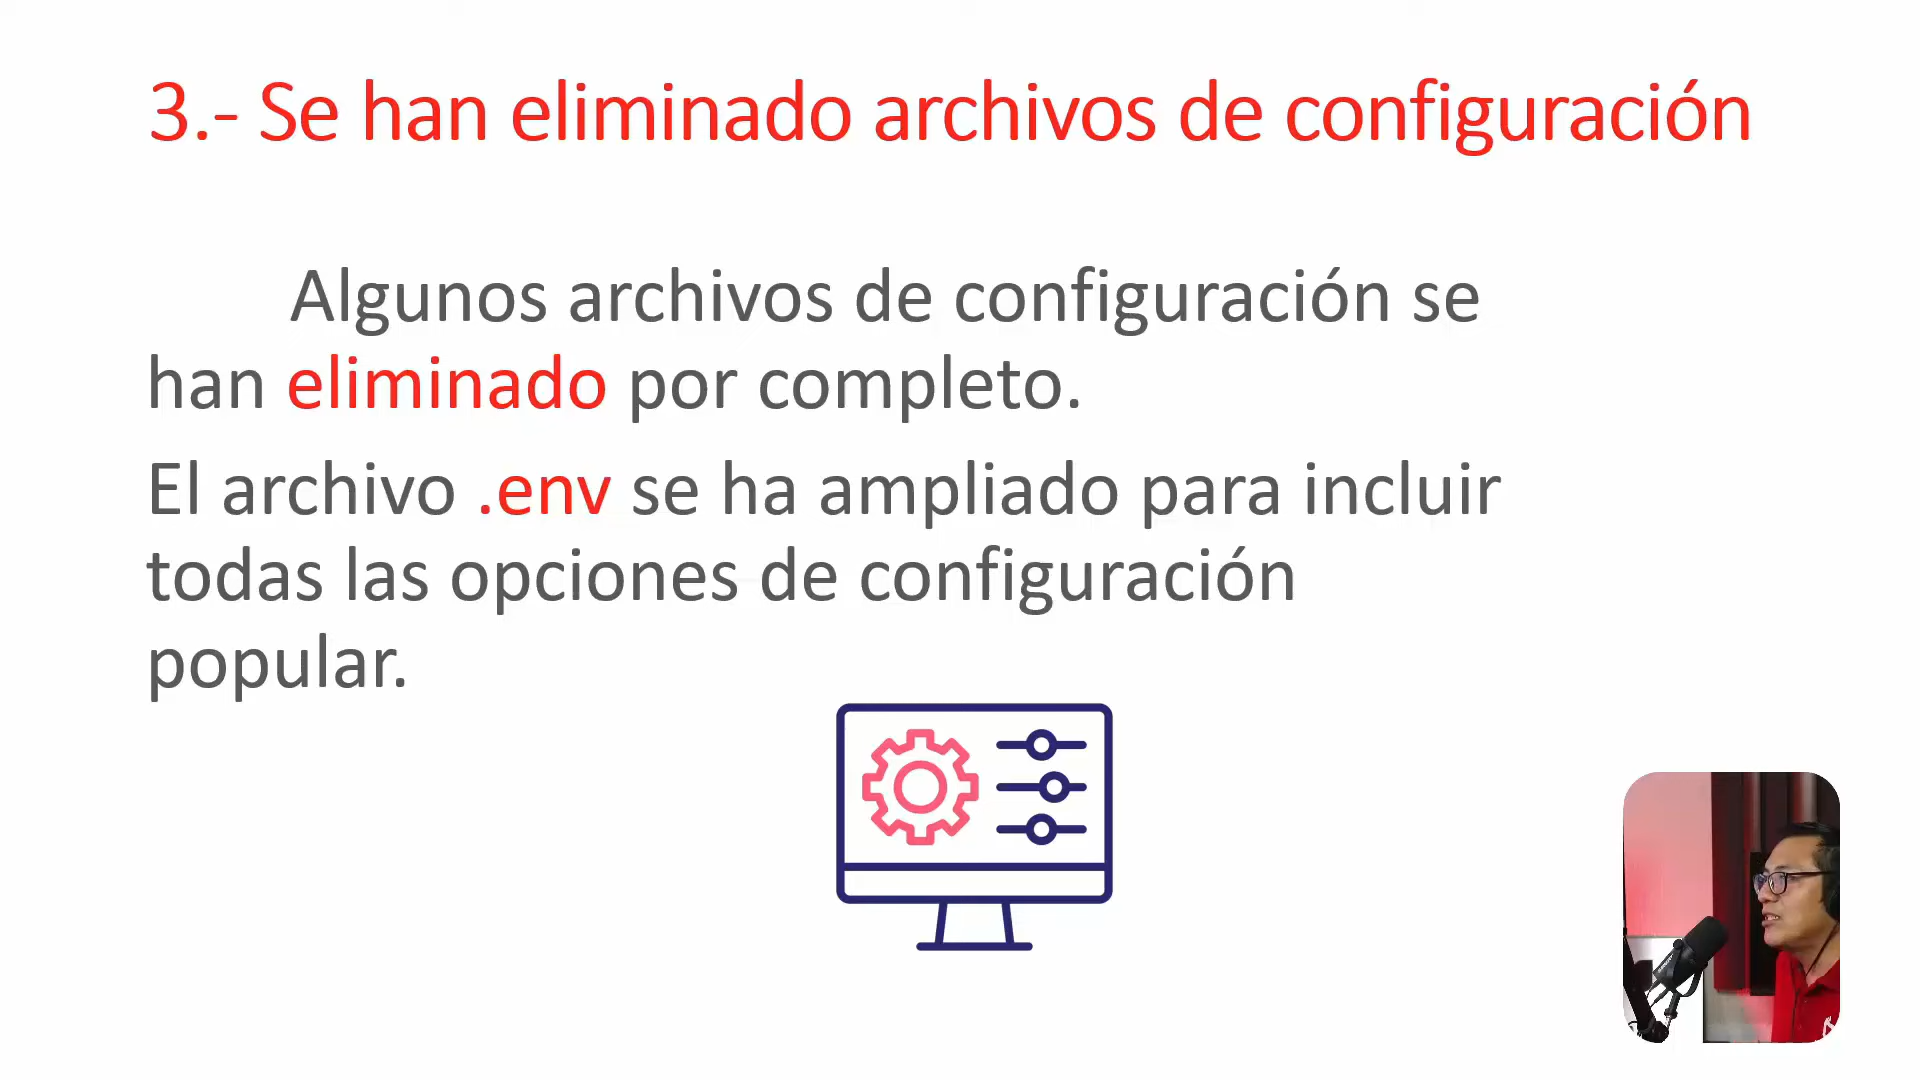 3.- Se han eliminado archivos de configuración
Algunos archivos de configuración se
han eliminado por completo.
El archivo .env se ha ampliado para incluir
todas las opciones de configuración
popular.